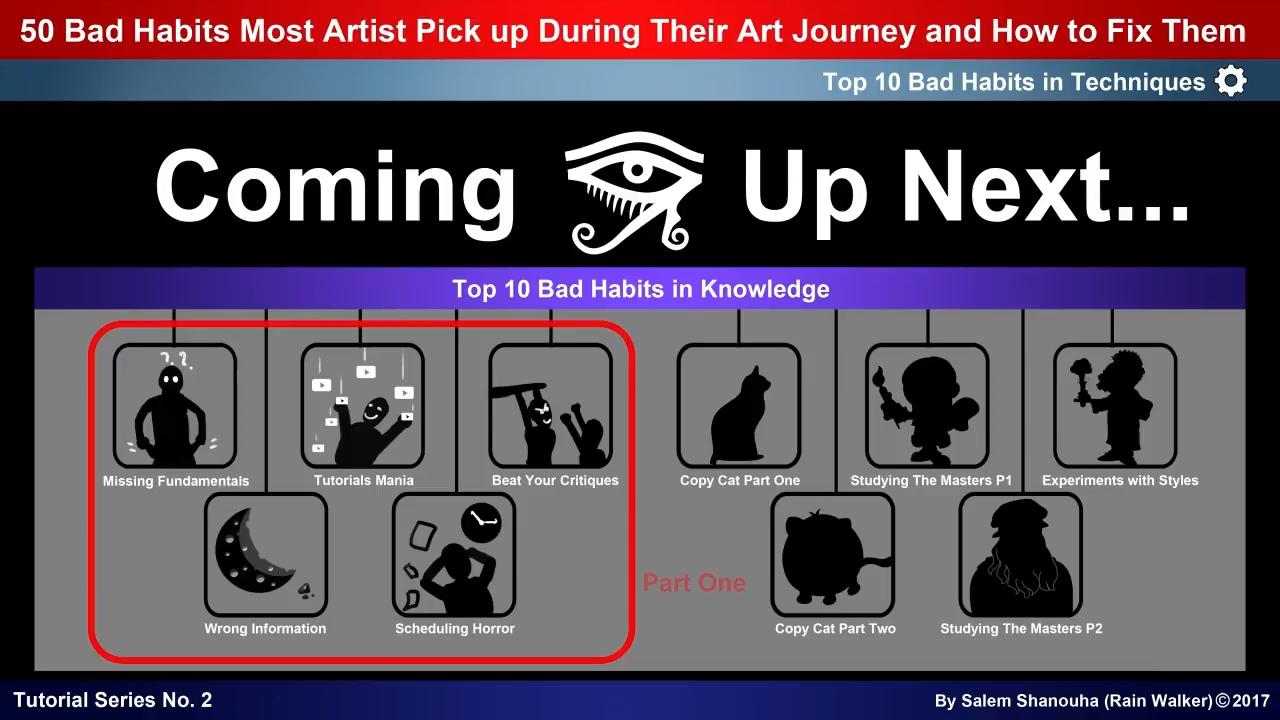 50 Bad Habits Most Artist Pick up During Their Art Journey and How to Fix Them
Top 10 Bad Habits in Techniques
Coming Up Next...
Top 10 Bad Habits in Knowledge
? ?
Missing Fundamentals
Tutorials Mania
Beat Your Critiques
Copy Cat Part One
Studying The Masters P1
Experiments with Styles
Part One
Wrong Information
Scheduling Horror
Copy Cat Part Two
Studying The Masters P2
Tutorial Series No. 2
By Salem Shanouha (Rain Walker)©2017